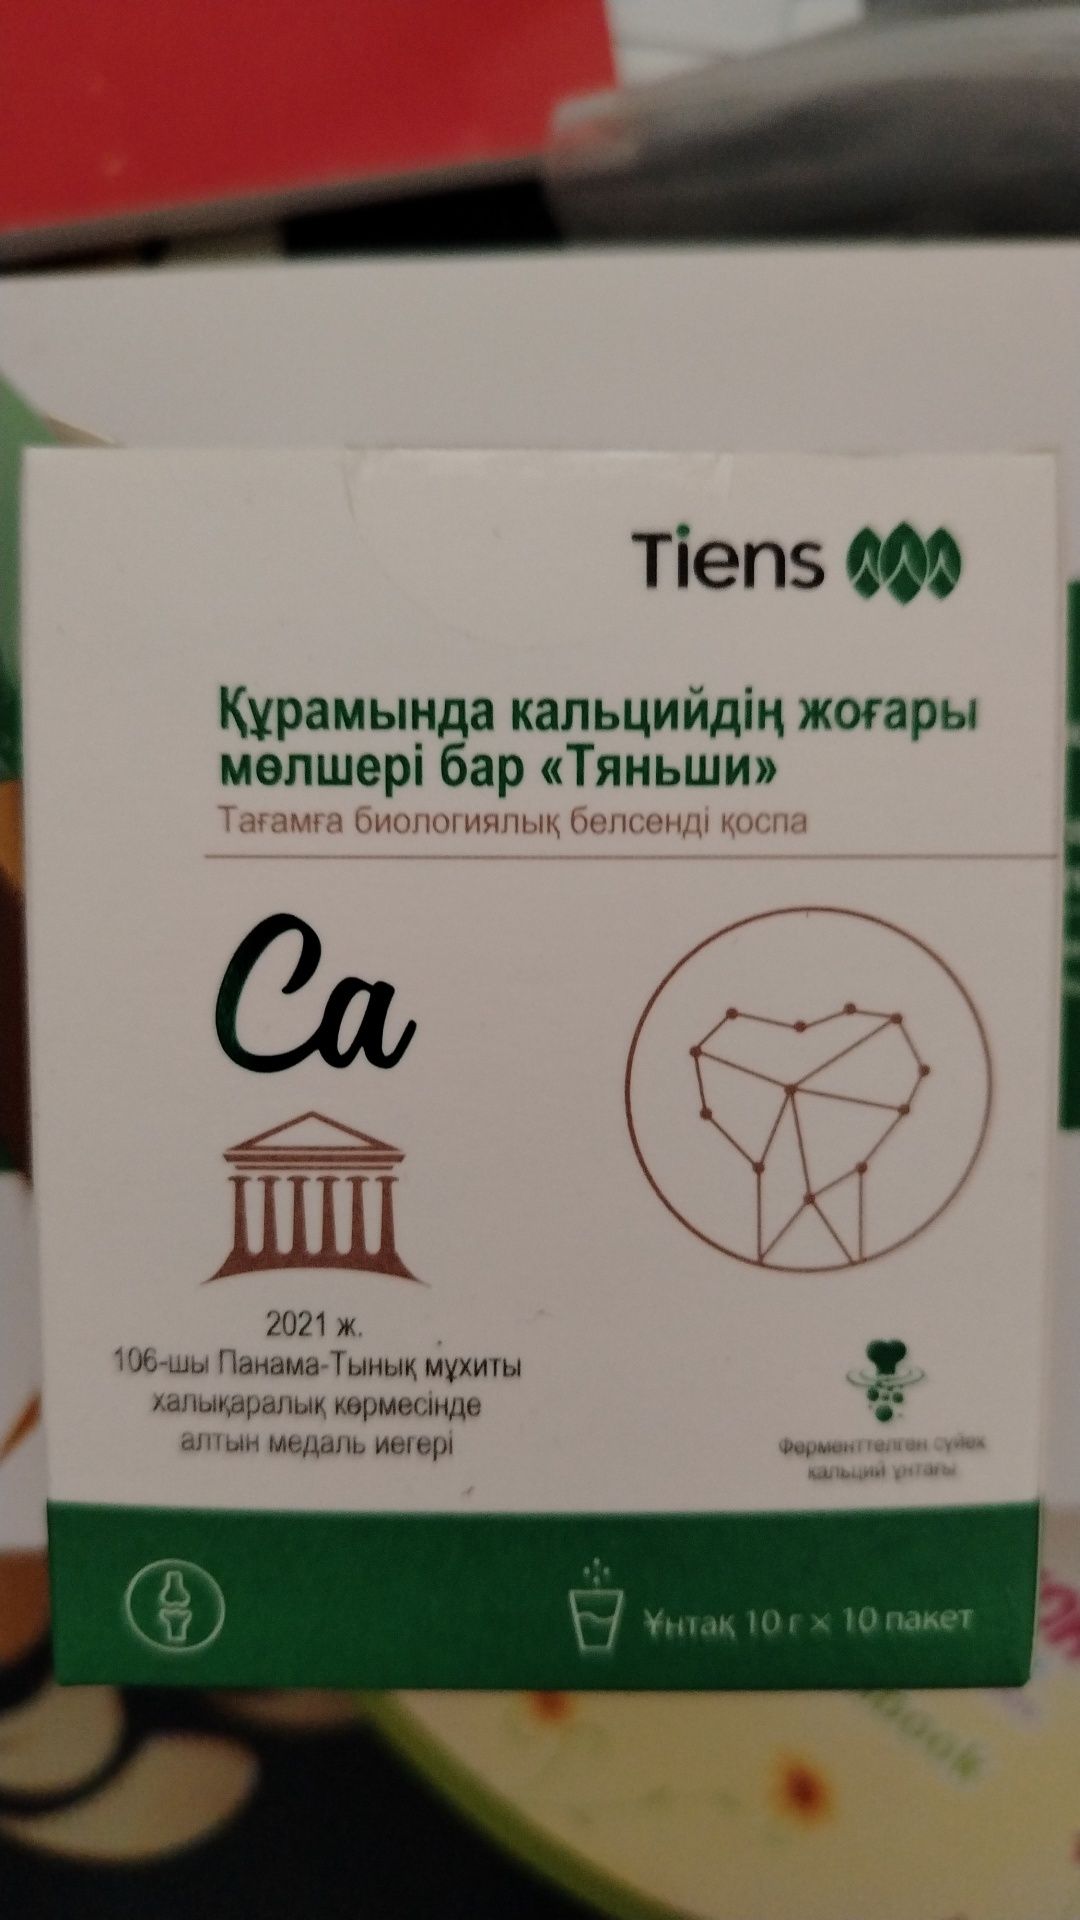 Tiens
Құрамында кальцийдің жоғары
мөлшері бар «Тяньши»
Тағамға биологиялық белсенді қоспа
Ca
2021 ж.
106-шы Панама-Тынық мұхиты
халықаралық көрмесінде
алтын медаль иегері
Ферменттелген сүйек
кальций ұнтағы
Ұнтақ 10 г × 10 пакет
book